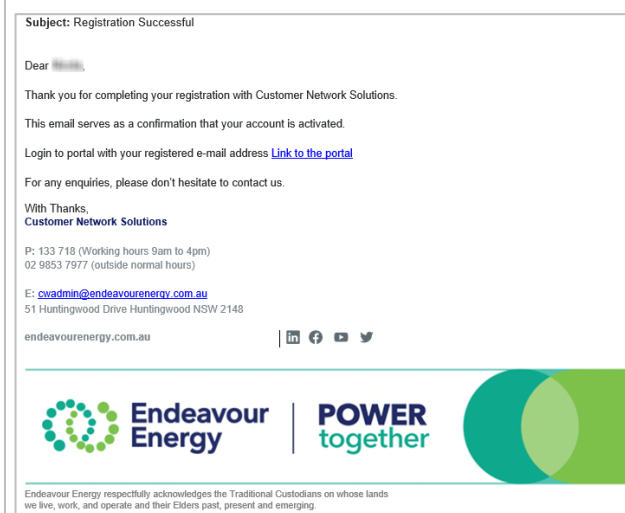 Subject: Registration Successful
Dear ,
Thank you for completing your registration with Customer Network Solutions.
This email serves as a confirmation that your account is activated.
Login to portal with your registered e-mail address Link to the portal
For any enquiries, please don't hesitate to contact us.
With Thanks,
Customer Network Solutions
P: 133 718 (Working hours 9am to 4pm)
02 9853 7977 (outside normal hours)
E: cwadmin@endeavourenergy.com.au
51 Huntingwood Drive Huntingwood NSW 2148
endeavourenergy.com.au
Endeavour
Energy
POWER
together
Endeavour Energy respectfully acknowledges the Traditional Custodians on whose lands
we live, work, and operate and their Elders past, present and emerging.